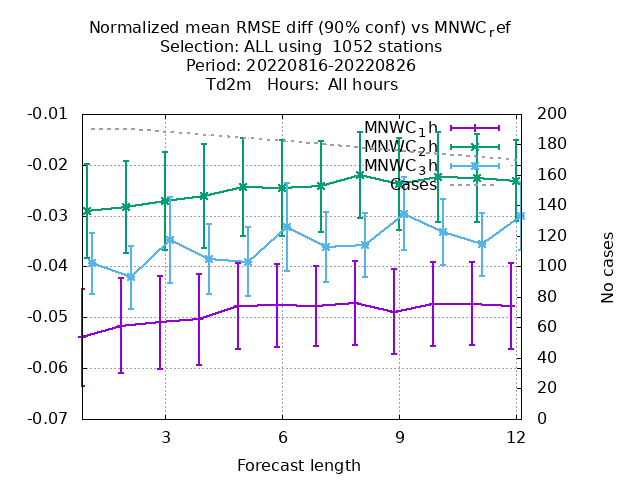 Normalized mean RMSE diff (90% conf) vs MNWC_ref
Selection: ALL using  1052 stations
Period: 20220816-20220826
Td2m   Hours:  All hours
-0.01
-0.02
-0.03
-0.04
-0.05
-0.06
-0.07
MNWC_1h
MNWC_2h
MNWC_3h
Cases
200
180
160
140
120
100
80
60
40
20
0
No cases
3 6 9 12
Forecast length